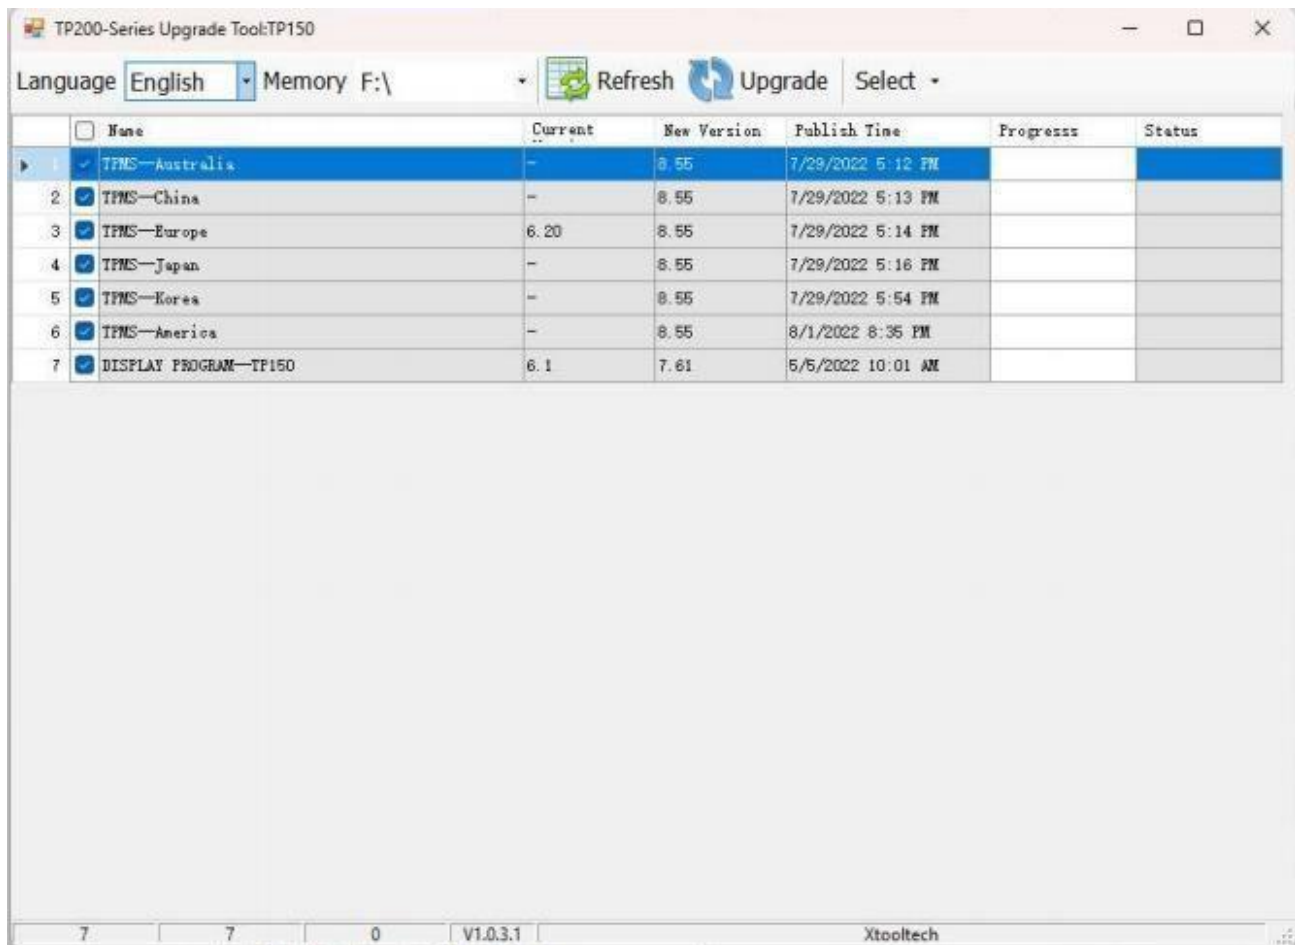 TP200-Series Upgrade Tool:TP150
Language English Memory F:\ Refresh Upgrade Select
Name Current New Version Publish Time Progresss Status
1 TPMS—Australia - 8.55 7/29/2022 5:12 PM
2 TPMS—China - 8.55 7/29/2022 5:13 PM
3 TPMS—Europe 6.20 8.55 7/29/2022 5:14 PM
4 TPMS—Japan - 8.55 7/29/2022 5:16 PM
5 TPMS—Korea - 8.55 7/29/2022 5:54 PM
6 TPMS—America - 8.55 8/1/2022 8:35 PM
7 DISPLAY PROGRAM—TP150 6.1 7.61 5/5/2022 10:01 AM
7 7 0 V1.0.3.1 Xtooltech